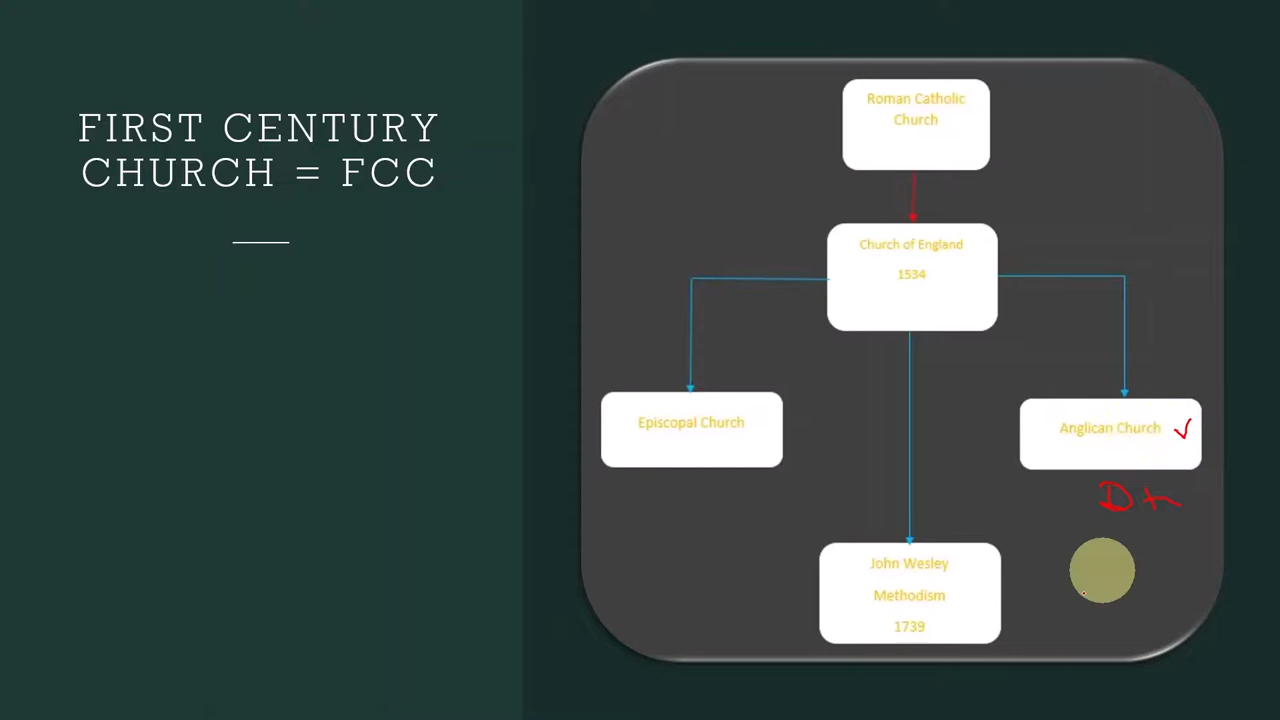 FIRST CENTURY
CHURCH = FCC
Roman Catholic
Church
Church of England
1534
Episcopal Church
Anglican Church
John Wesley
Methodism
1739